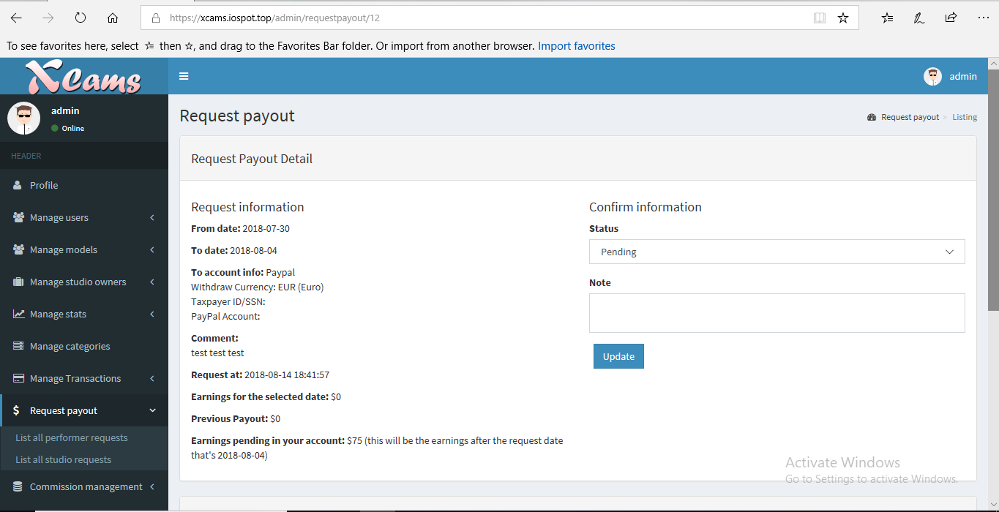 https://xcams.iospot.top/admin/requestpayout/12
To see favorites here, select then, and drag to the Favorites Bar folder. Or import from another browser. Import favorites
XCams
admin
admin
Online
HEADER
Profile
Manage users
Manage models
Manage studio owners
Manage stats
Manage categories
Manage Transactions
Request payout
List all performer requests
List all studio requests
Commission management
Request payout
Request payout > Listing
Request Payout Detail
Request information
From date: 2018-07-30
To date: 2018-08-04
To account info: Paypal
Withdraw Currency: EUR (Euro)
Taxpayer ID/SSN:
PayPal Account:
Comment:
test test test
Request at: 2018-08-14 18:41:57
Earnings for the selected date: $0
Previous Payout: $0
Earnings pending in your account: $75 (this will be the earnings after the request date
that's 2018-08-04)
Confirm information
Status
Pending
Note
Update
Activate Windows
Go to Settings to activate Windows.